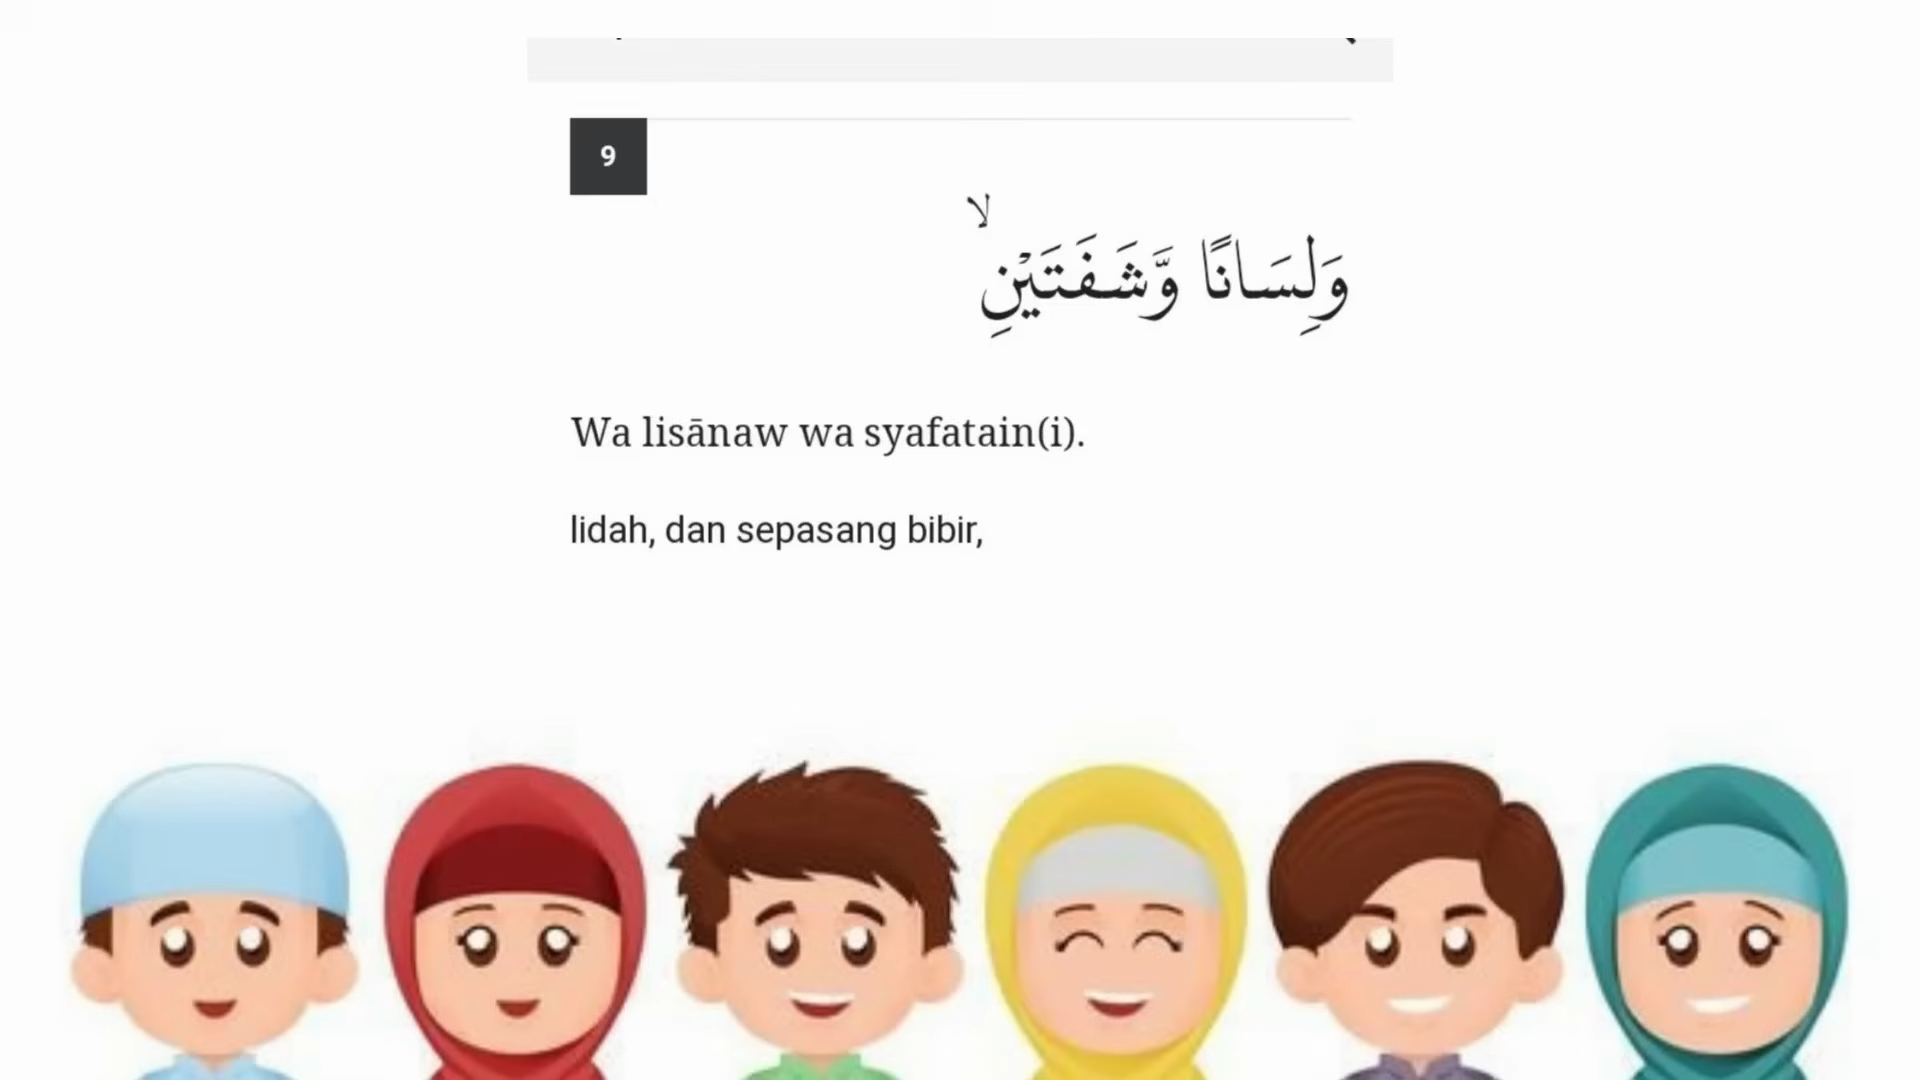 9
وَلِسَانًا وَّشَفَتَيْنِۙ
Wa lisānaw wa syafatain(i).
lidah, dan sepasang bibir,